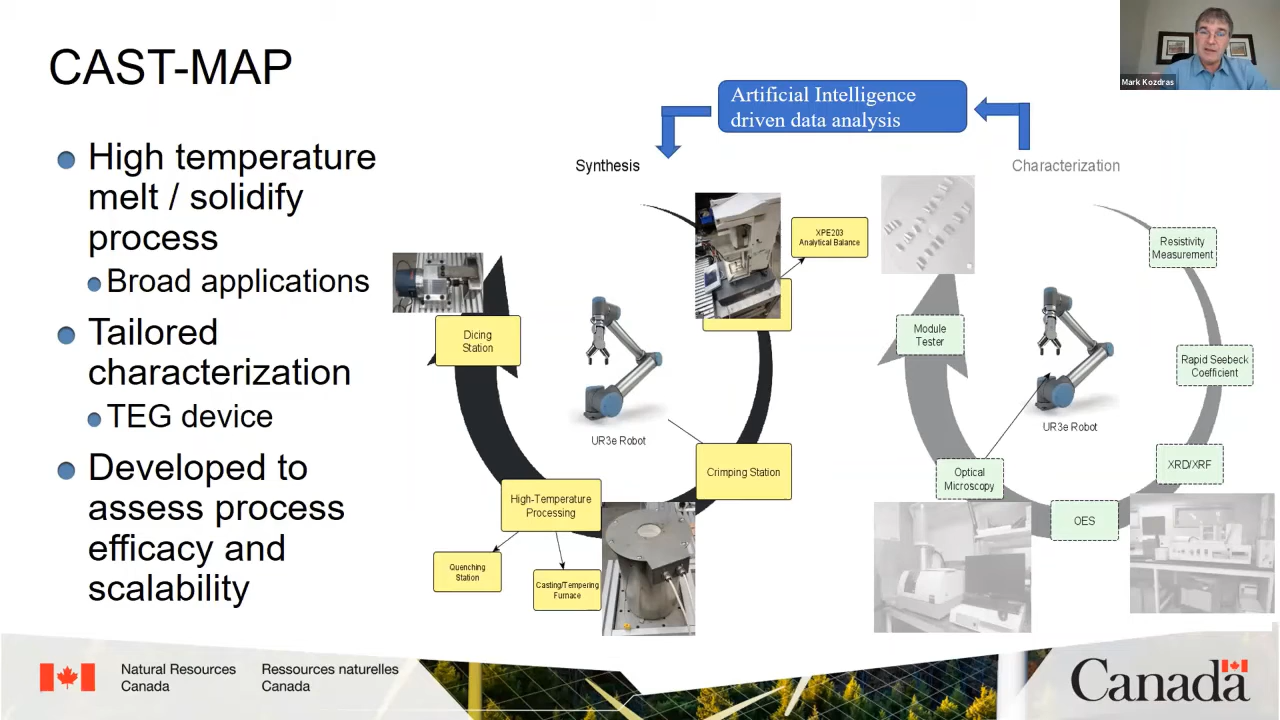 CAST-MAP
High temperature
melt / solidify
process
Broad applications
Tailored
characterization
TEG device
Developed to
assess process
efficacy and
scalability
Artificial Intelligence
driven data analysis
Synthesis
XPE203
Analytical Balance
Dicing
Station
UR3e Robot
Crimping Station
High-Temperature
Processing
Quenching
Station
Casting/Tempering
Furnace
Characterization
Resistivity
Measurement
Module
Tester
Rapid Seebeck
Coefficient
UR3e Robot
XRD/XRF
Optical
Microscopy
OES
Mark Kozdras
Natural Resources
Canada
Ressources naturelles
Canada
Canada